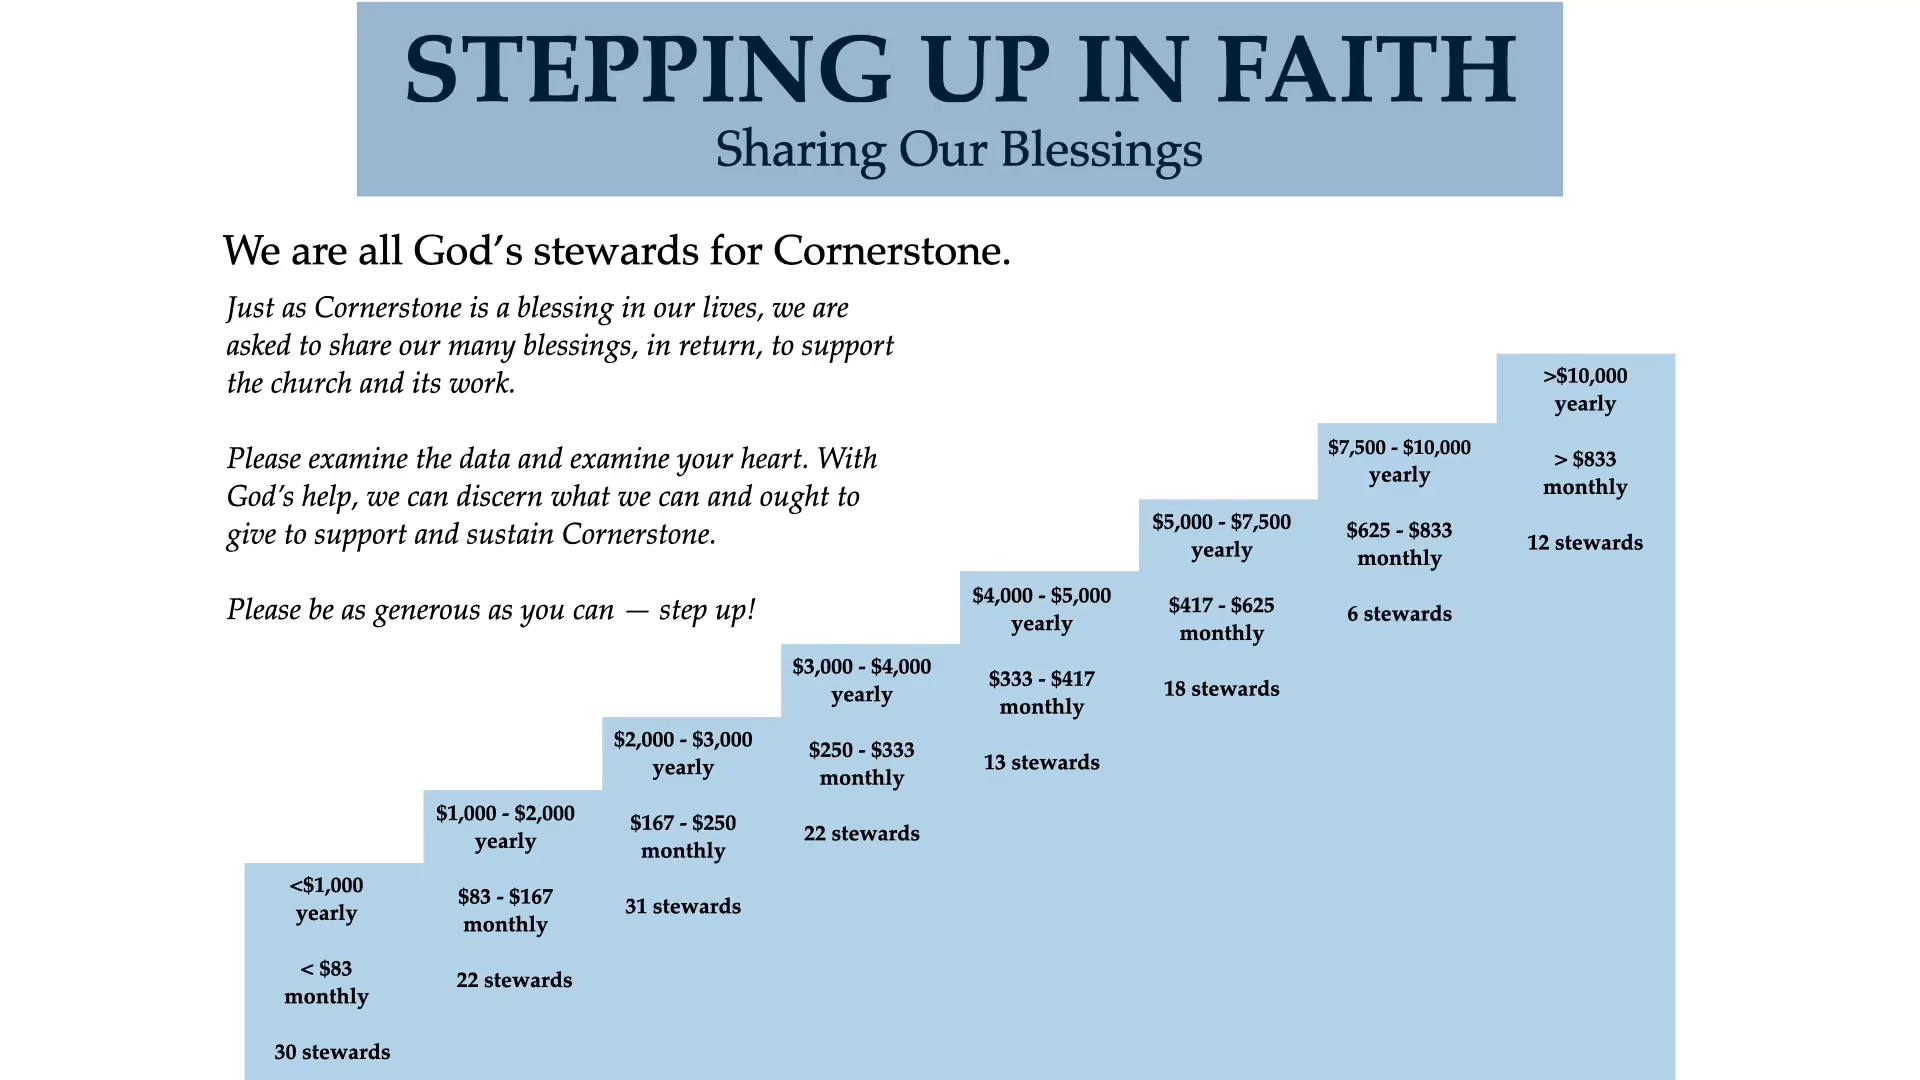 STEPPING UP IN FAITH
Sharing Our Blessings
We are all God’s stewards for Cornerstone.
Just as Cornerstone is a blessing in our lives, we are
asked to share our many blessings, in return, to support
the church and its work.
Please examine the data and examine your heart. With
God’s help, we can discern what we can and ought to
give to support and sustain Cornerstone.
Please be as generous as you can — step up!
<$1,000
yearly
< $83
monthly
30 stewards
$1,000 - $2,000
yearly
$83 - $167
monthly
22 stewards
$2,000 - $3,000
yearly
$167 - $250
monthly
31 stewards
$3,000 - $4,000
yearly
$250 - $333
monthly
22 stewards
$4,000 - $5,000
yearly
$333 - $417
monthly
13 stewards
$5,000 - $7,500
yearly
$417 - $625
monthly
18 stewards
$7,500 - $10,000
yearly
$625 - $833
monthly
6 stewards
>$10,000
yearly
> $833
monthly
12 stewards